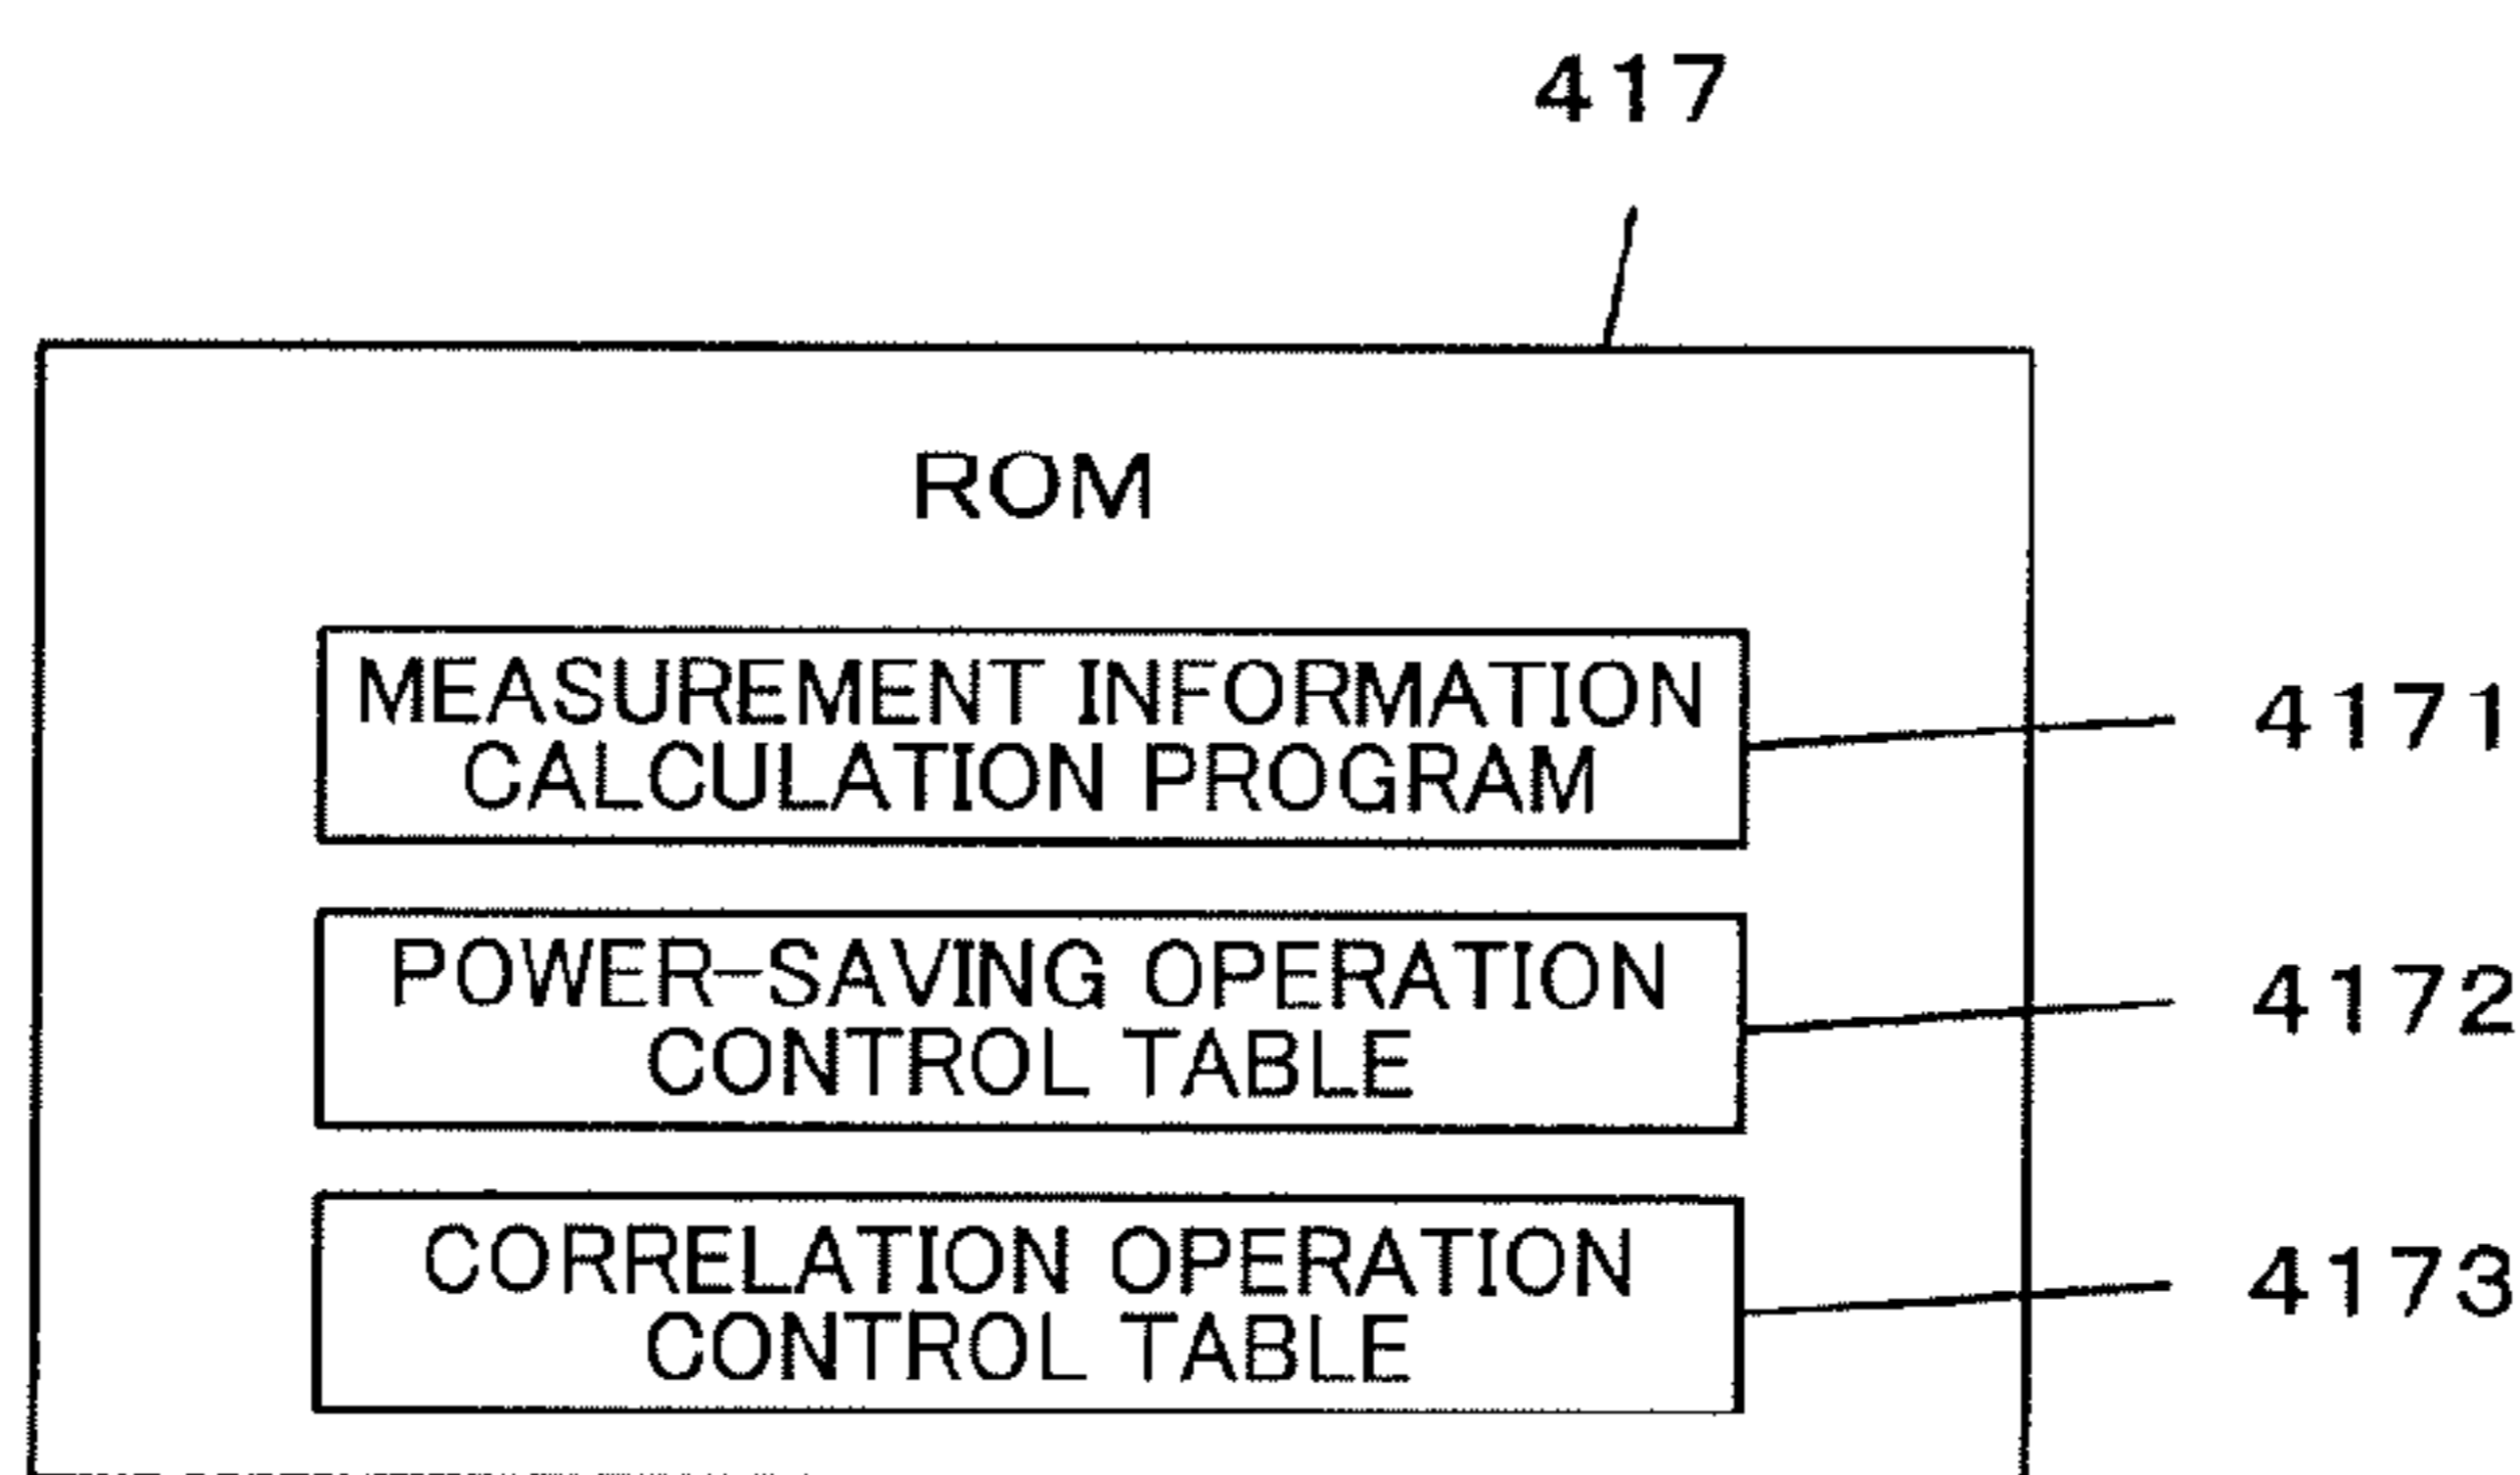 417
ROM
MEASUREMENT INFORMATION
CALCULATION PROGRAM
4171
POWER-SAVING OPERATION
CONTROL TABLE
4172
CORRELATION OPERATION
CONTROL TABLE
4173